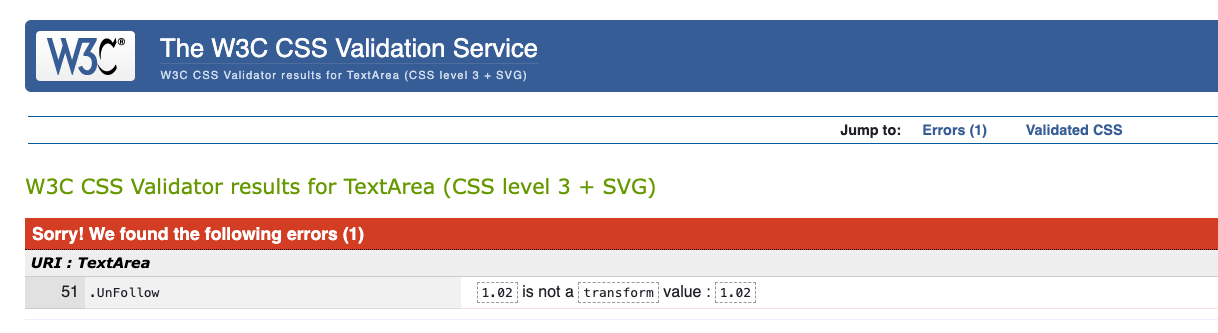 W3C®
The W3C CSS Validation Service
W3C CSS Validator results for TextArea (CSS level 3 + SVG)
Jump to: Errors (1) Validated CSS
W3C CSS Validator results for TextArea (CSS level 3 + SVG)
Sorry! We found the following errors (1)
URI : TextArea
51 .UnFollow 1.02 is not a transform value : 1.02